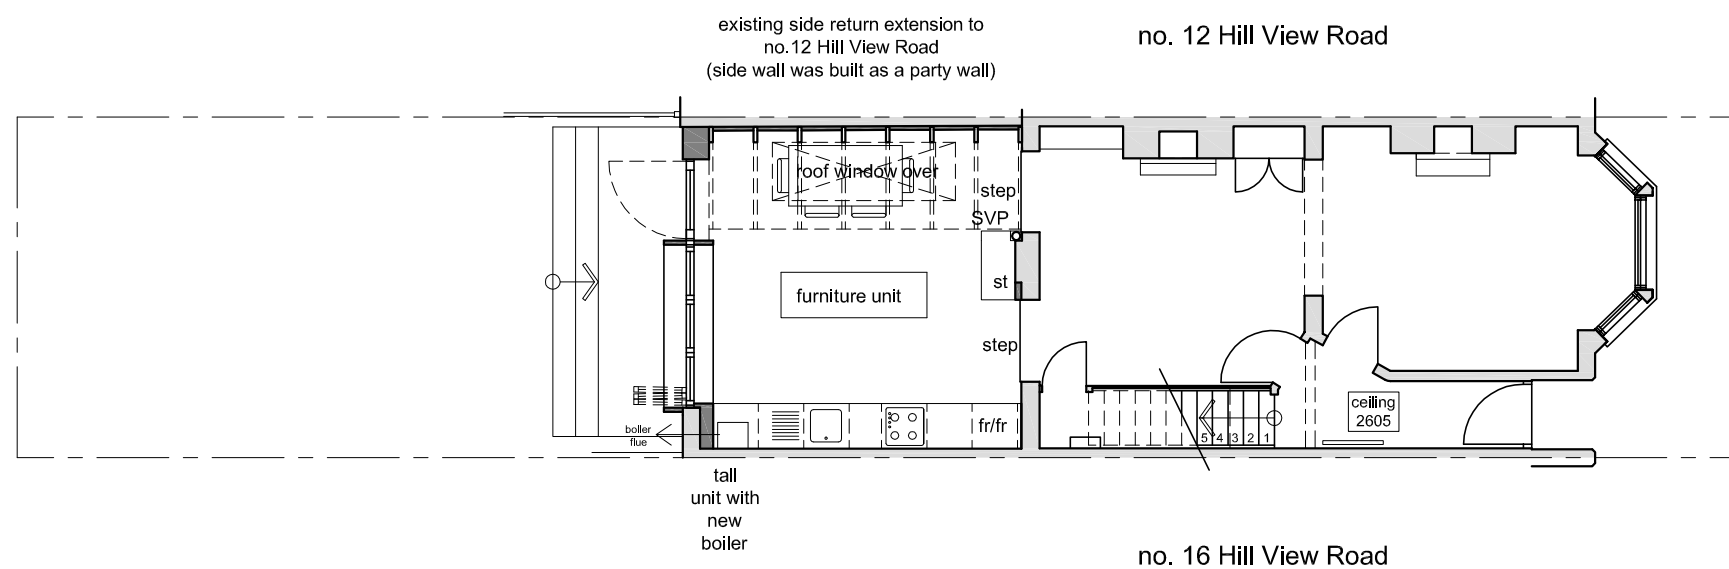 existing side return extension to
no.12 Hill View Road
(side wall was built as a party wall)
no. 12 Hill View Road
roof window over
step
SVP
st
furniture unit
step
ceiling
2605
fr/fr
boiler
flue
5 4 3 2 1
tall
unit with
new
boiler
no. 16 Hill View Road